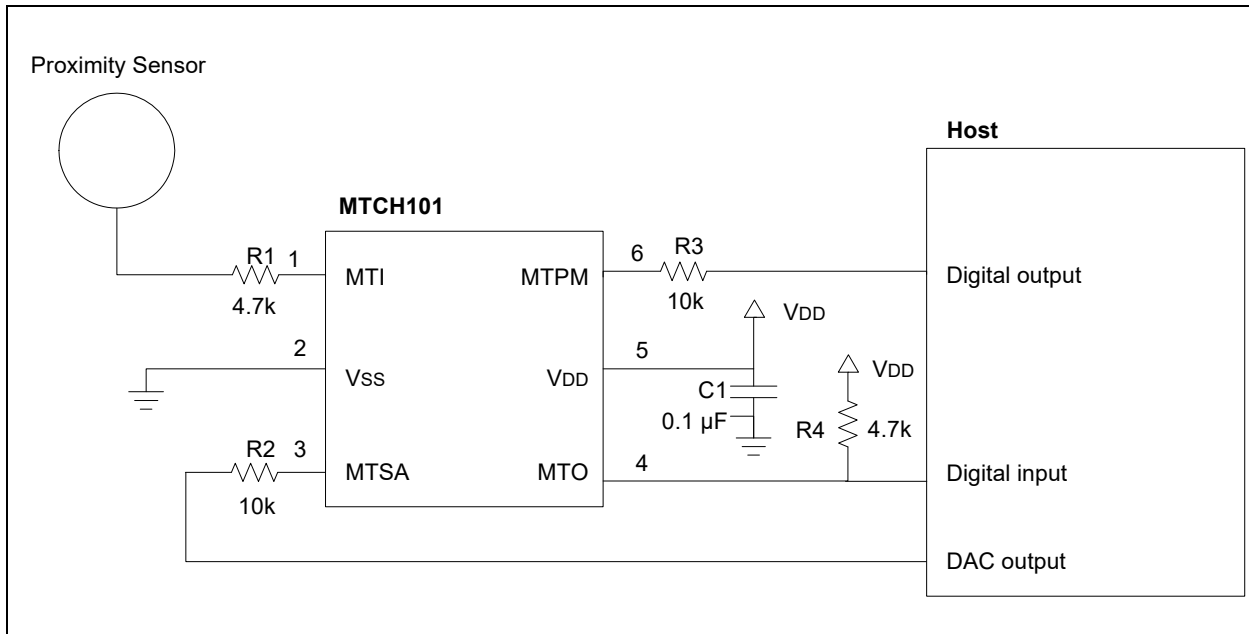 Proximity Sensor
Host
MTCH101
R1
1
4.7k
MTI
MTPM
6
R3
10k
Digital output
VDD
2
VSS
VDD
5
C1
0.1 µF
VDD
R4
4.7k
R2
3
10k
MTSA
MTO
4
Digital input
DAC output